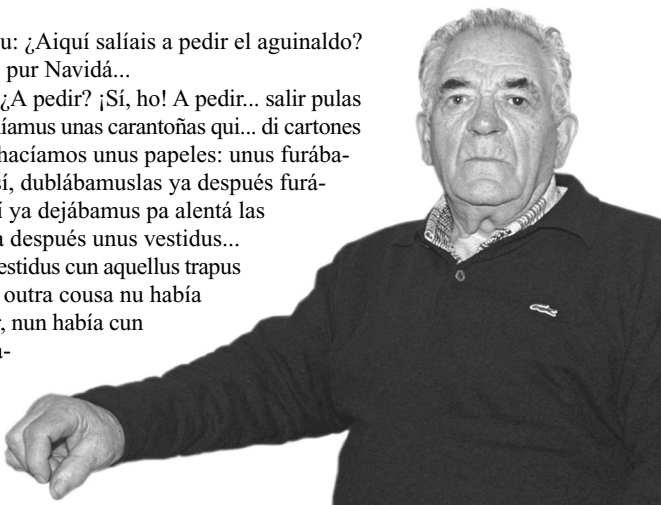 u: ¿Aiquí salíais a pedir el aguinaldo?
pur Navidá...
¿A pedir? ¡Sí, ho! A pedir... salir pulas
íamus unas carantoñas qui... di cartones
hacíamos unus papeles: unus furába-
sí, dublábamuslas ya después furá-
í ya dejábamus pa alentá las
a después unus vestidus...
estidus cun aquellus trapus
outra cousa nu había
, nun había cun
a-